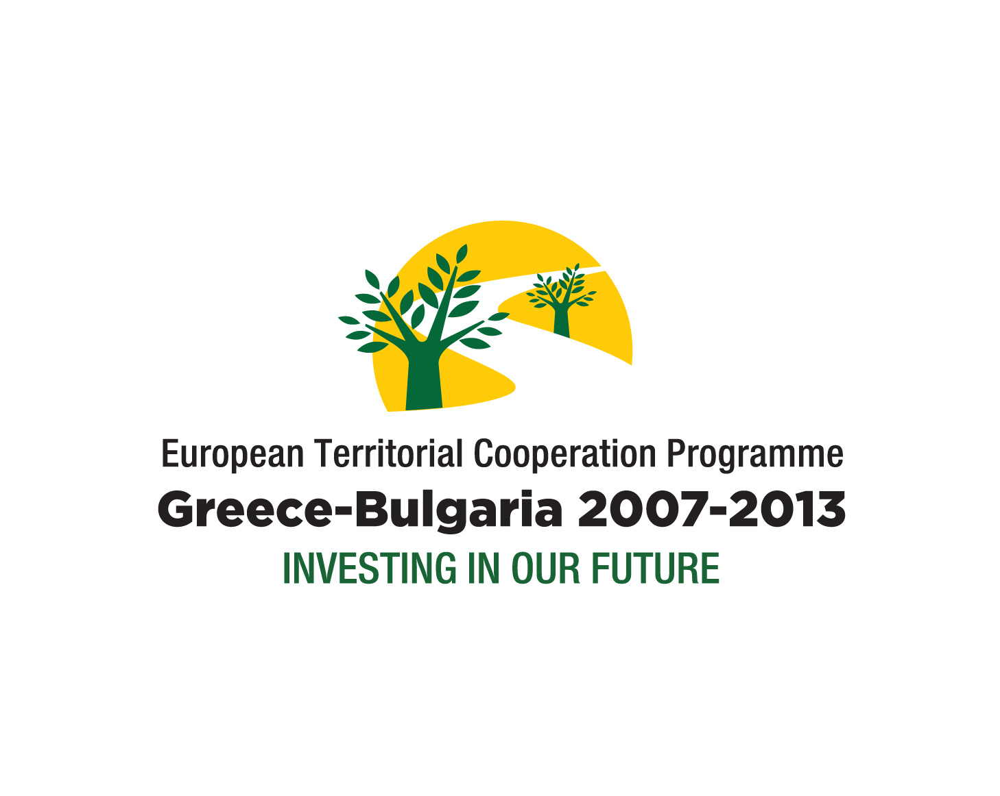 European Territorial Cooperation Programme
Greece-Bulgaria 2007-2013
INVESTING IN OUR FUTURE